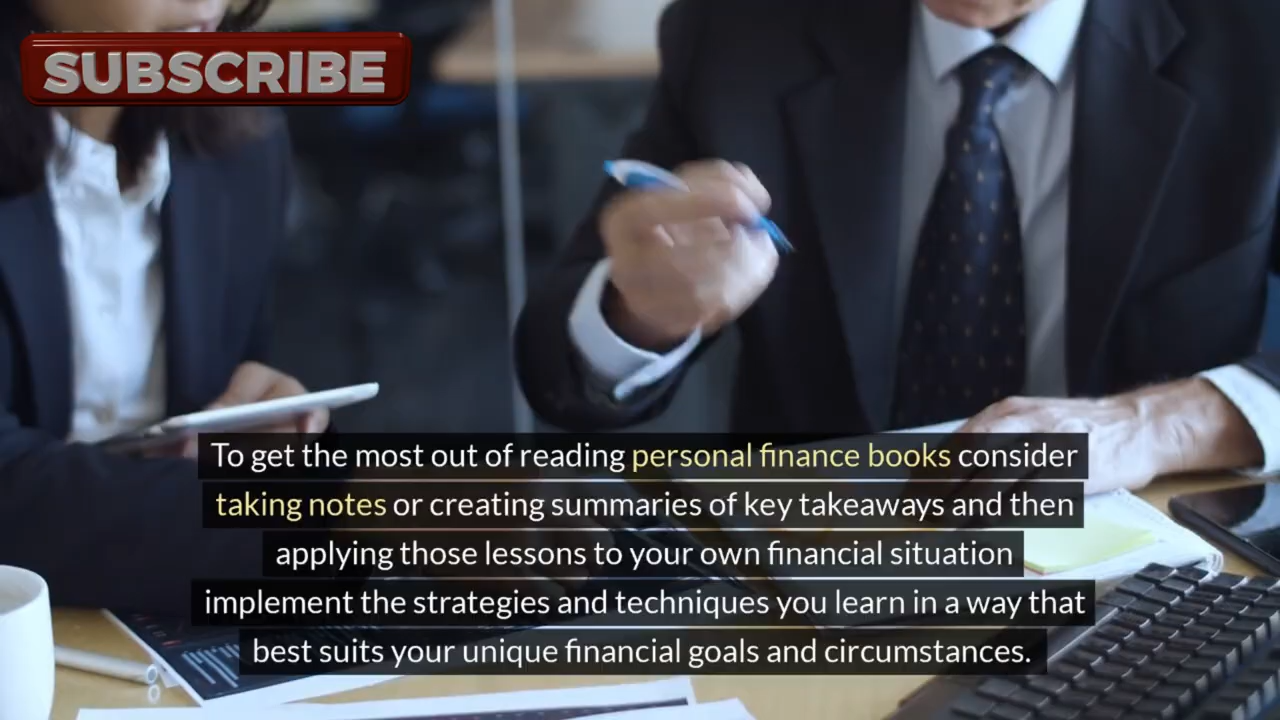 SUBSCRIBE
To get the most out of reading personal finance books consider
taking notes or creating summaries of key takeaways and then
applying those lessons to your own financial situation
implement the strategies and techniques you learn in a way that
best suits your unique financial goals and circumstances.